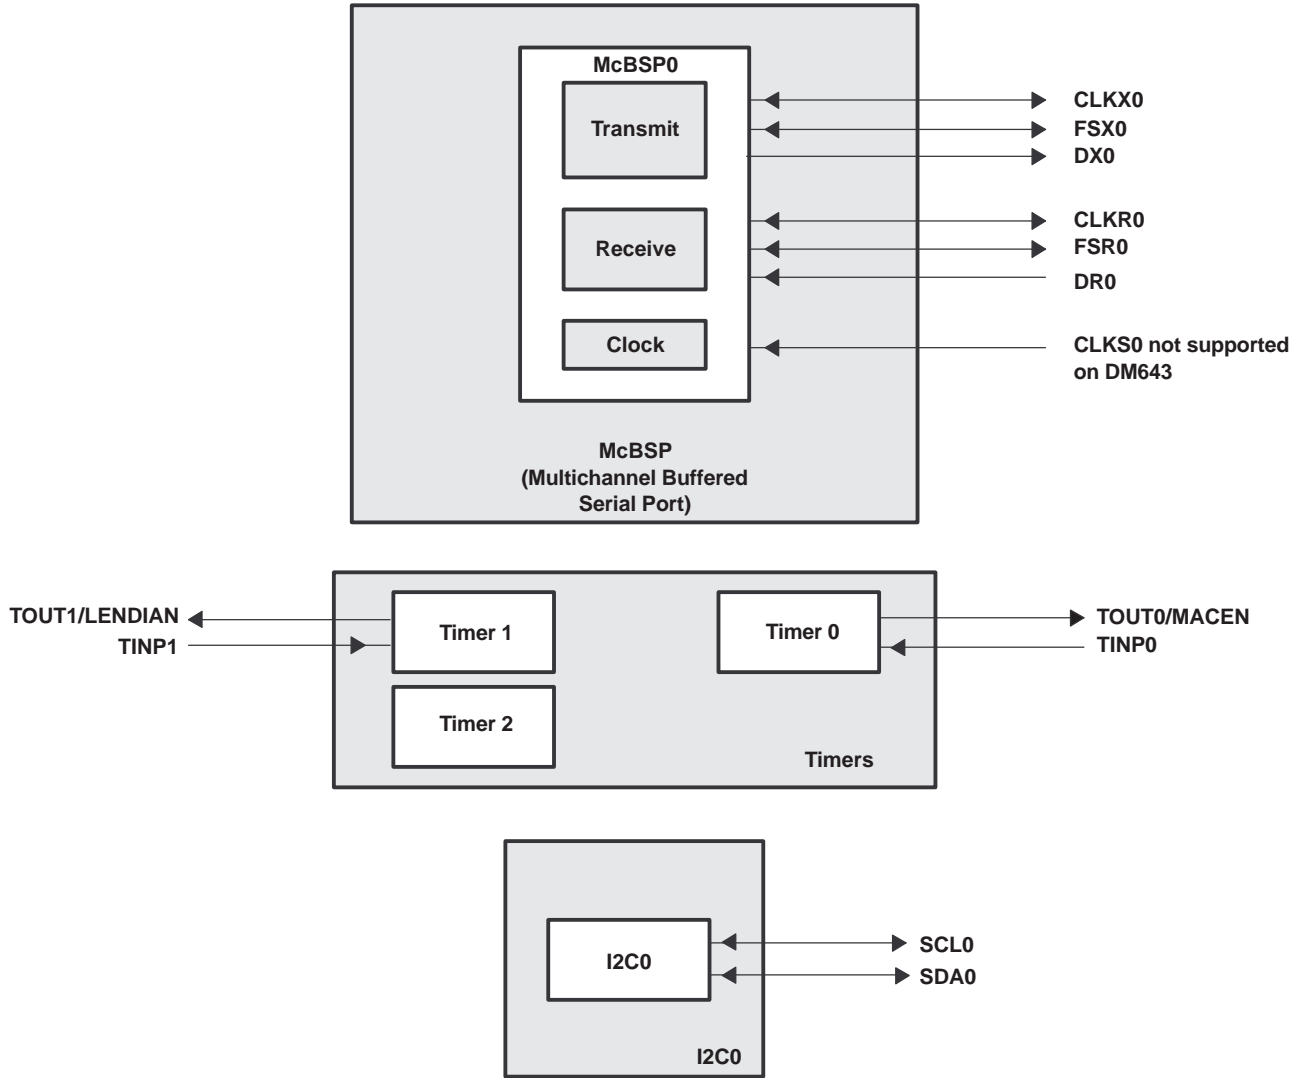 McBSP0
Transmit
CLKX0
FSX0
DX0
Receive
CLKR0
FSR0
DR0
Clock
CLKS0 not supported
on DM643
McBSP
(Multichannel Buffered
Serial Port)
TOUT1/LENDIAN
TINP1
Timer 1
Timer 0
TOUT0/MACEN
TINP0
Timer 2
Timers
I2C0
SCL0
SDA0
I2C0